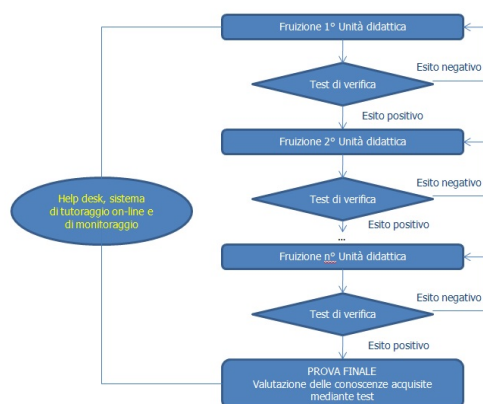 Fruizione 1° Unità didattica
Esito negativo
Test di verifica
Esito positivo
Fruizione 2° Unità didattica
Esito negativo
Help desk, sistema
di tutoraggio on-line e
di monitoraggio
Test di verifica
Esito positivo
...
Fruizione n° Unità didattica
Esito negativo
Test di verifica
Esito positivo
PROVA FINALE
Valutazione delle conoscenze acquisite
mediante test